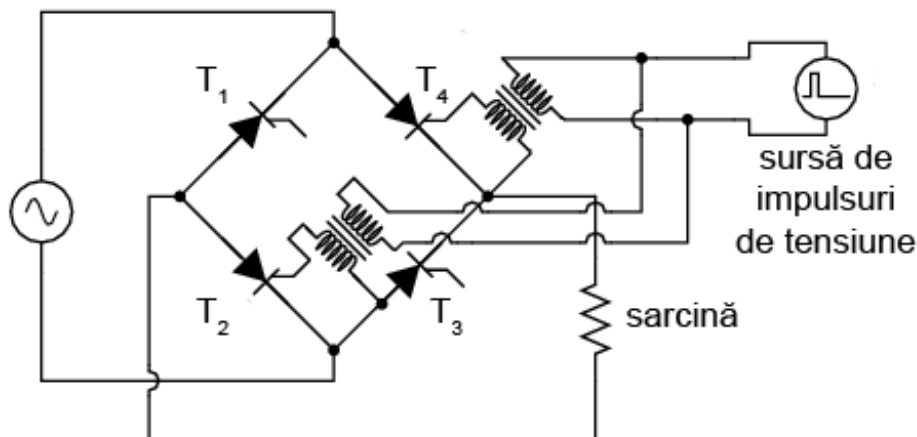 T1
T4
sursă de
impulsuri
de tensiune
T2
T3
sarcină